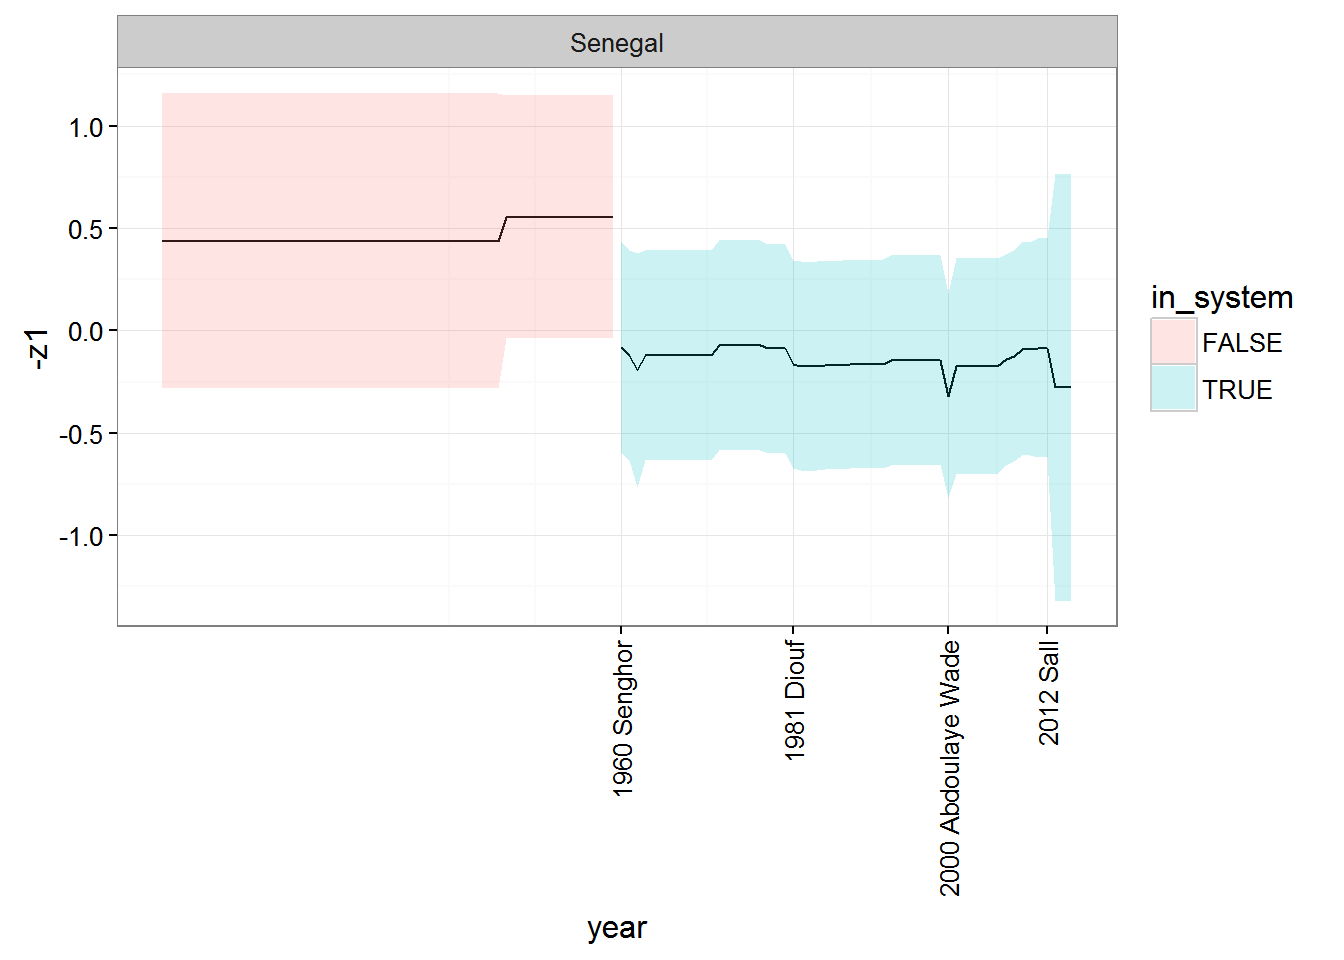 Senegal
1.0
0.5
0.0
-0.5
-1.0
-z1
in_system
FALSE
TRUE
1960 Senghor
1981 Diouf
2000 Abdoulaye Wade
2012 Sall
year